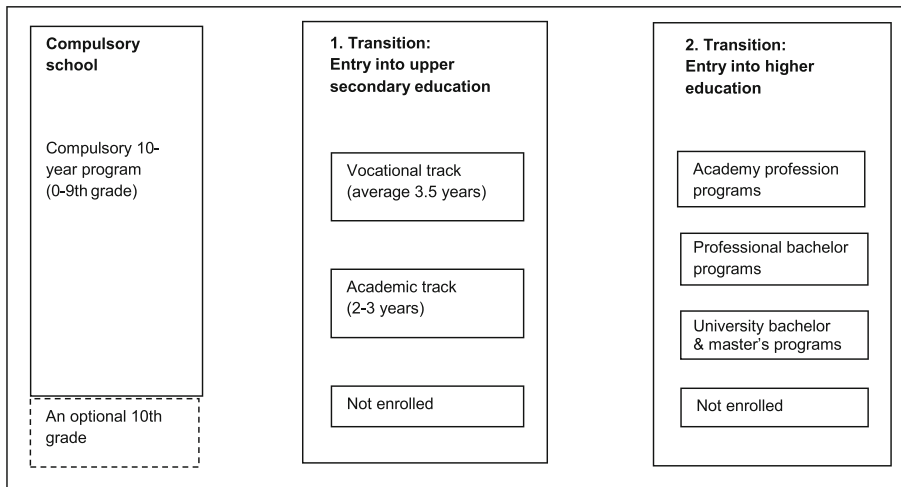 Compulsory
school
Compulsory 10-
year program
(0-9th grade)
An optional 10th
grade
1. Transition:
Entry into upper
secondary education
Vocational track
(average 3.5 years)
Academic track
(2-3 years)
Not enrolled
2. Transition:
Entry into higher
education
Academy profession
programs
Professional bachelor
programs
University bachelor
& master's programs
Not enrolled